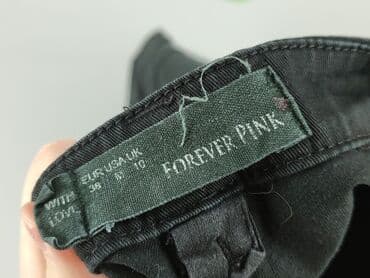 WITH
LOVE
EUR USA UK
38 M 10
FOREVER PINK